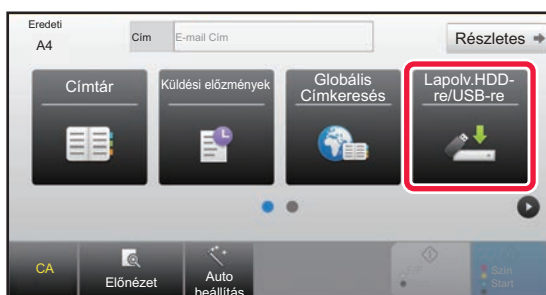 Eredeti
A4
Cím
E-mail Cím
Részletes
Címtár
Küldési előzmények
Globális
Címkeresés
Lapolv.HDD-
re/USB-re
CA
Előnézet
Auto
beállítás
Szín
Start